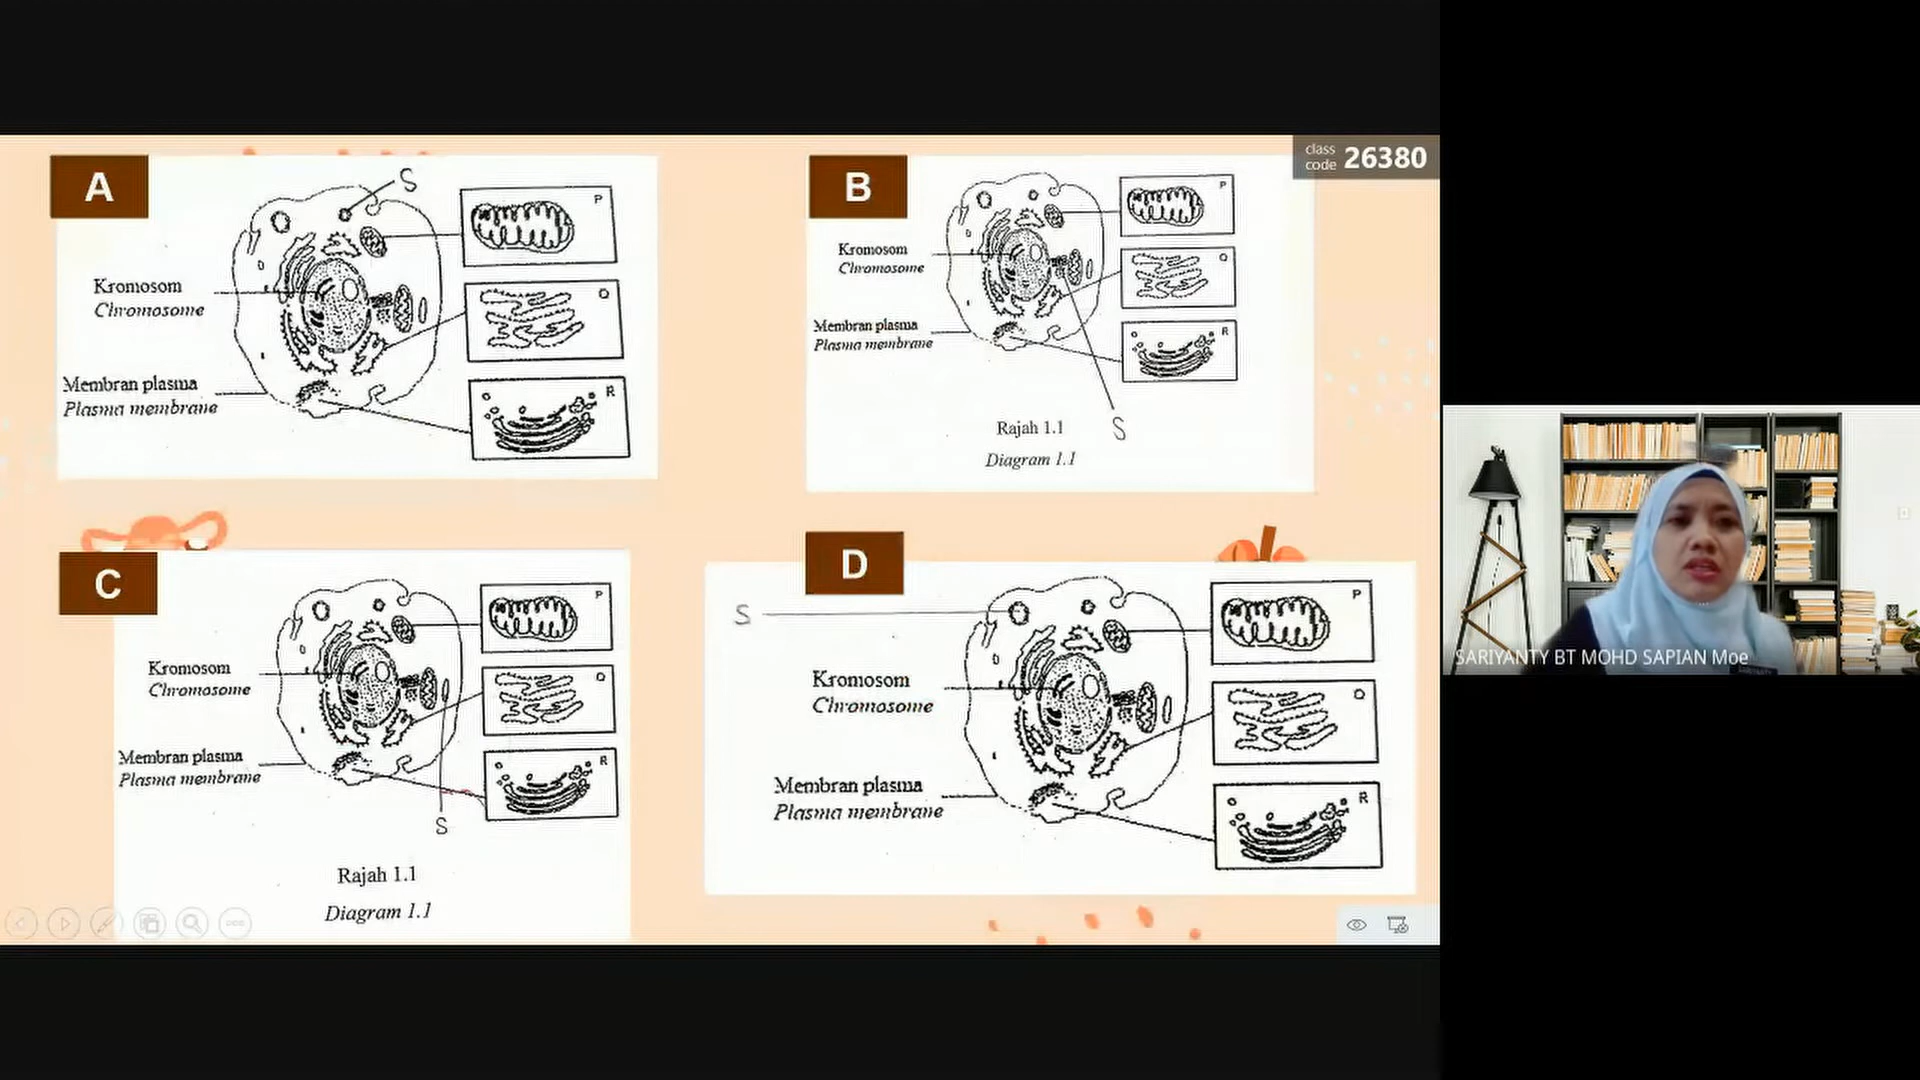 A
S
P
Kromosom
Chromosome
Q
Membran plasma
Plasma membrane
R
B
class
code 26380
P
Kromosom
Chromosome
Q
Membran plasma
Plasma membrane
R
Rajah 1.1
Diagram 1.1
S
C
P
Kromosom
Chromosome
Q
Membran plasma
Plasma membrane
R
S
Rajah 1.1
Diagram 1.1
D
S
P
Kromosom
Chromosome
Q
Membran plasma
Plasma membrane
R
SARIYANTY BT MOHD SAPIAN Moe